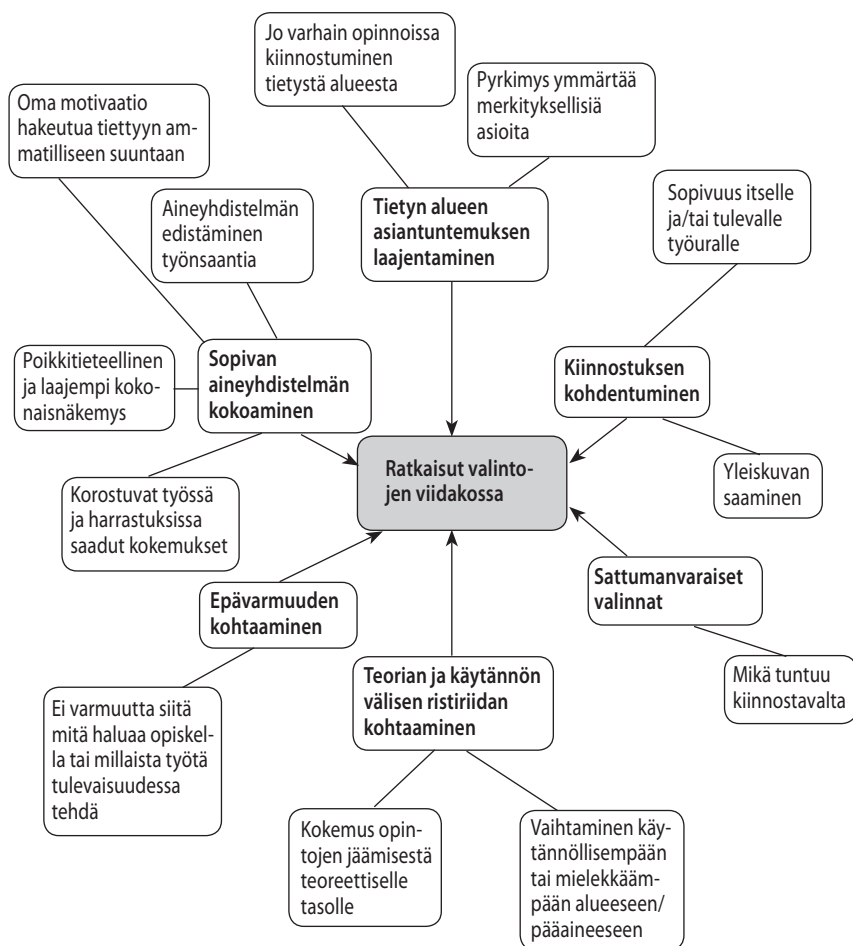 Jo varhain opinnoissa
kiinnostuminen
tietystä alueesta
Pyrkimys ymmärtää
merkityksellisiä
asioita
Oma motivaatio
hakeutua tiettyyn am-
matilliseen suuntaan
Aineyhdistelmän
edistäminen
työnsaantia
Tietyn alueen
asiantuntemuksen
laajentaminen
Sopivuus itselle
ja/tai tulevalle
työuralle
Poikkitieteellinen
ja laajempi koko-
naisnäkemys
Sopivan
aineyhdistelmän
kokoaminen
Kiinnostuksen
kohdentuminen
Korostuvat työssä
ja harrastuksissa
saadut kokemukset
Ratkaisut valinto-
jen viidakossa
Yleiskuvan
saaminen
Epävarmuuden
kohtaaminen
Sattumanvaraiset
valinnat
Ei varmuutta siitä
mitä haluaa opiskel-
la tai millaista työtä
tulevaisuudessa
tehdä
Teorian ja käytännön
välisen ristiriidan
kohtaaminen
Mikä tuntuu
kiinnostavalta
Kokemus opin-
tojen jäämisestä
teoreettiselle
tasolle
Vaihtaminen käy-
tännöllisempään
tai mielekkääm-
pään alueeseen/
pääaineeseen